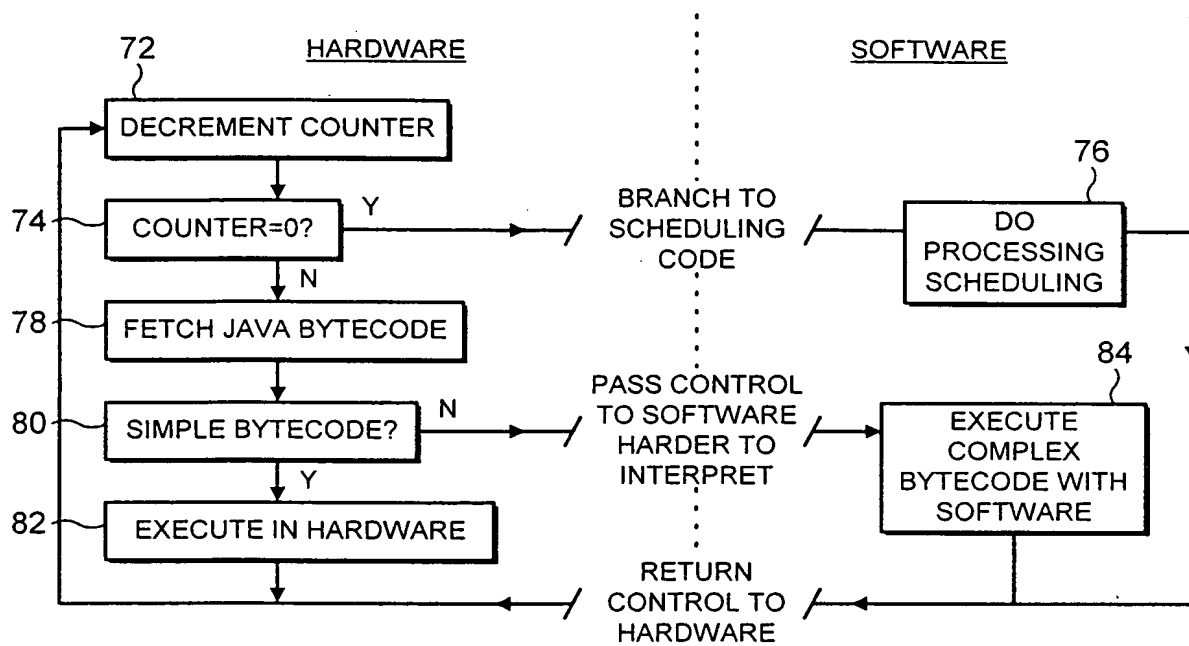 HARDWARE
SOFTWARE
72
DECREMENT COUNTER
74
COUNTER=0?
Y
N
BRANCH TO
SCHEDULING
CODE
76
DO
PROCESSING
SCHEDULING
78
FETCH JAVA BYTECODE
80
SIMPLE BYTECODE?
N
Y
PASS CONTROL
TO SOFTWARE
HARDER TO
INTERPRET
84
EXECUTE
COMPLEX
BYTECODE WITH
SOFTWARE
82
EXECUTE IN HARDWARE
RETURN
CONTROL TO
HARDWARE